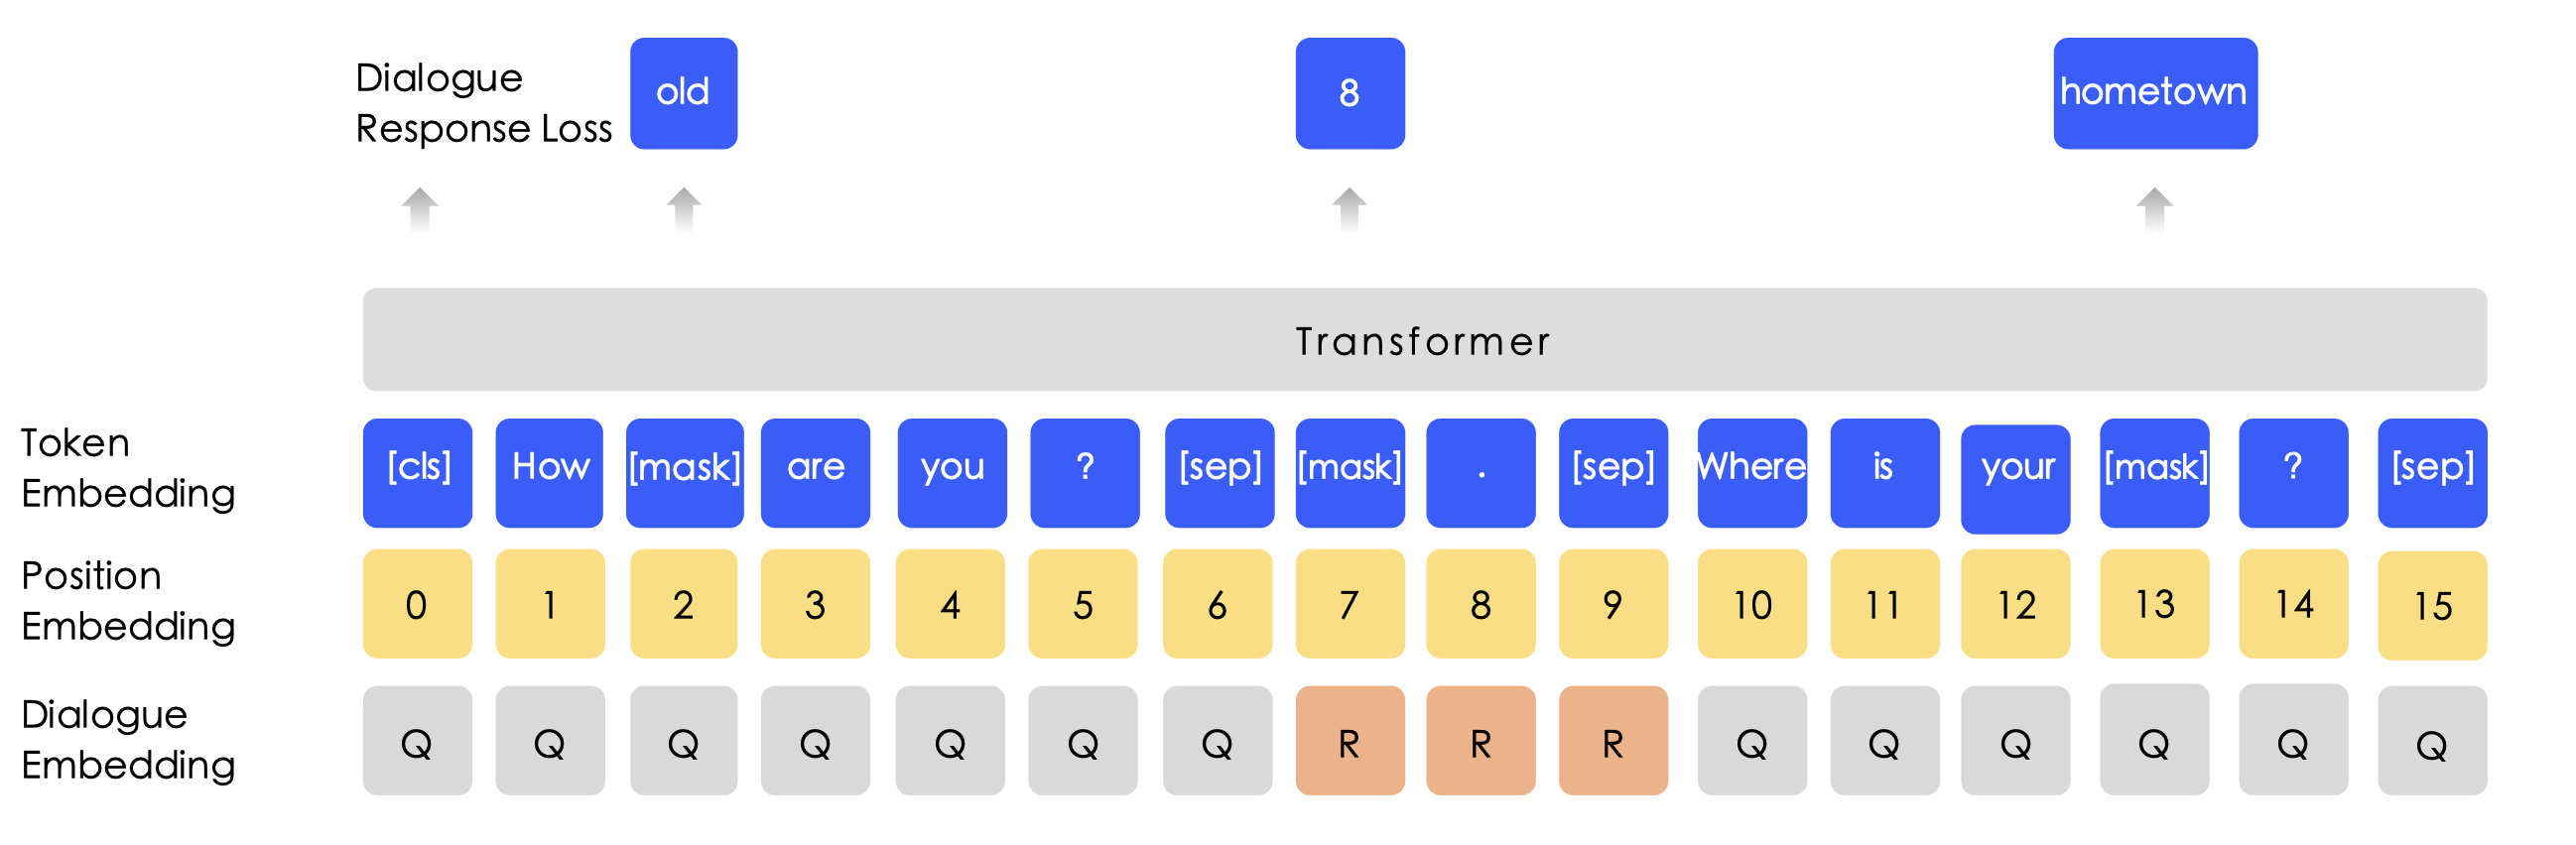 Dialogue
Response Loss
old
8
hometown
Transformer
Token
Embedding
[cls] How [mask] are you ? [sep] [mask] . [sep] Where is your [mask] ? [sep]
Position
Embedding
0 1 2 3 4 5 6 7 8 9 10 11 12 13 14 15
Dialogue
Embedding
Q Q Q Q Q Q Q R R R Q Q Q Q Q Q